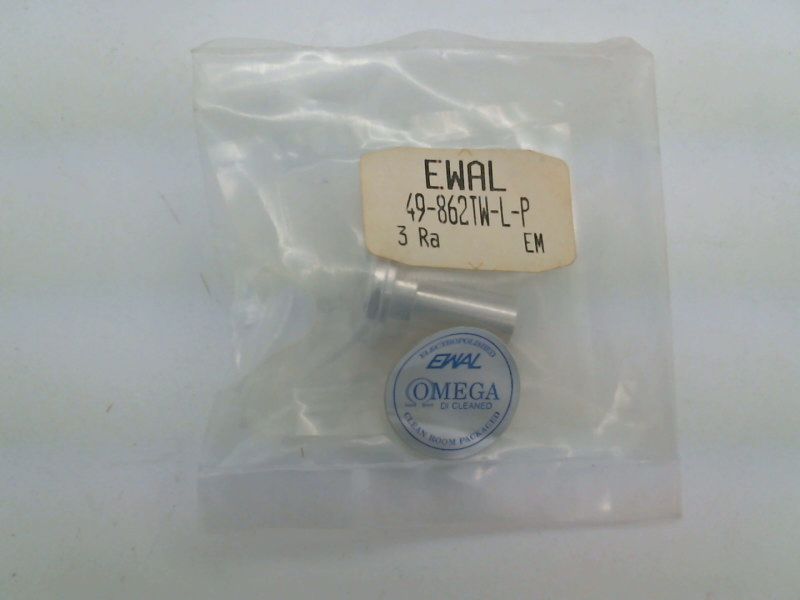 EWAL
49-862TW-L-P
3 Ra EM
ELECTROPOLISHED
EWAL
OMEGA
DI CLEANED
CLEAN ROOM PACKAGED